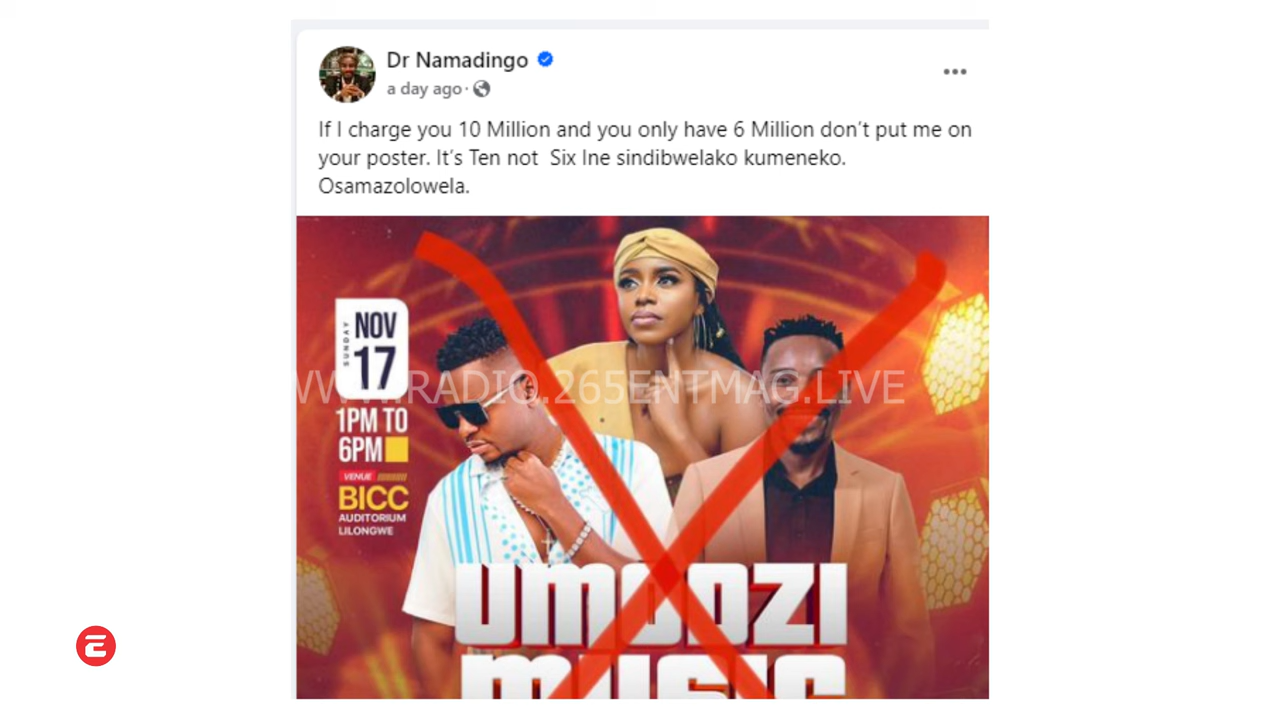 Dr Namadingo
a day ago ·
If I charge you 10 Million and you only have 6 Million don't put me on
your poster. It's Ten not  Six Ine sindibwelako kumeneko.
Osamazolowela.
SUNDAY
NOV
17
1PM TO
6PM
VENUE
BICC
AUDITORIUM
LILONGWE
WWW.RADIO.265ENTMAG.LIVE
UMODZI
MUSIC